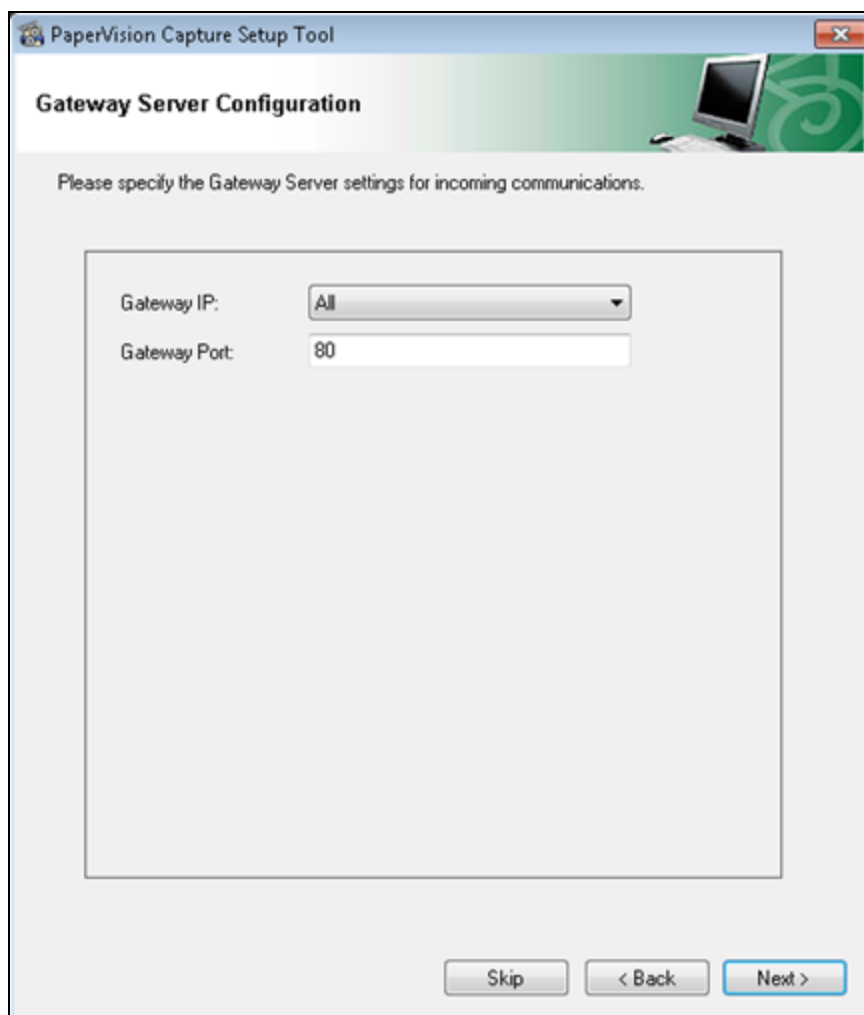 PaperVision Capture Setup Tool
Gateway Server Configuration
Please specify the Gateway Server settings for incoming communications.
Gateway IP: All
Gateway Port: 80
Skip < Back Next >